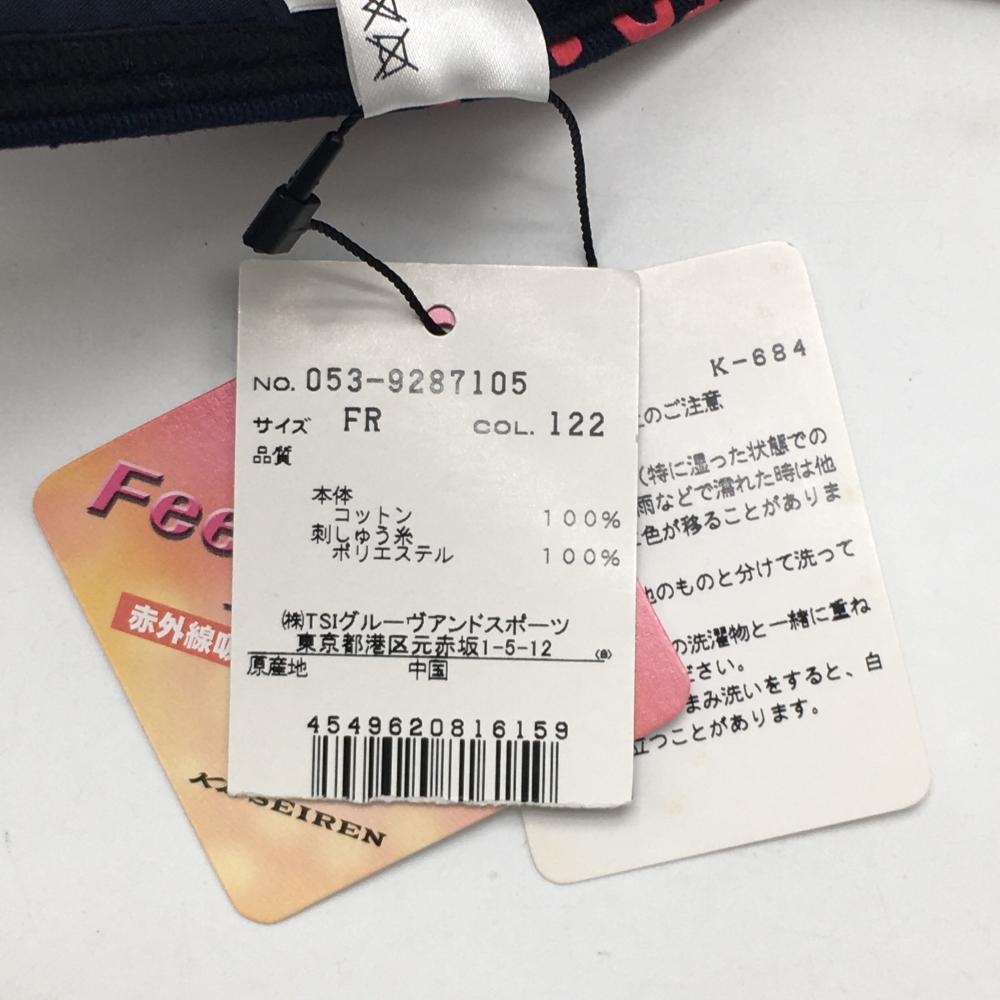 NO. 053-9287105
サイズ FR COL. 122
品質
本体
コットン 100%
刺しゅう糸
ポリエステル 100%
(株)TSIグルーヴアンドスポーツ
東京都港区元赤坂1-5-12
原産地 中国
4549620816159
K-684
のご注意
(特に湿った状態での
雨などで濡れた時は他
色が移ることがありま
他のものと分けて洗って
の洗濯物と一緒に重ね
ださい。
まみ洗いをすると、白
立つことがあります。
Fee
赤外線吸
SEIREN